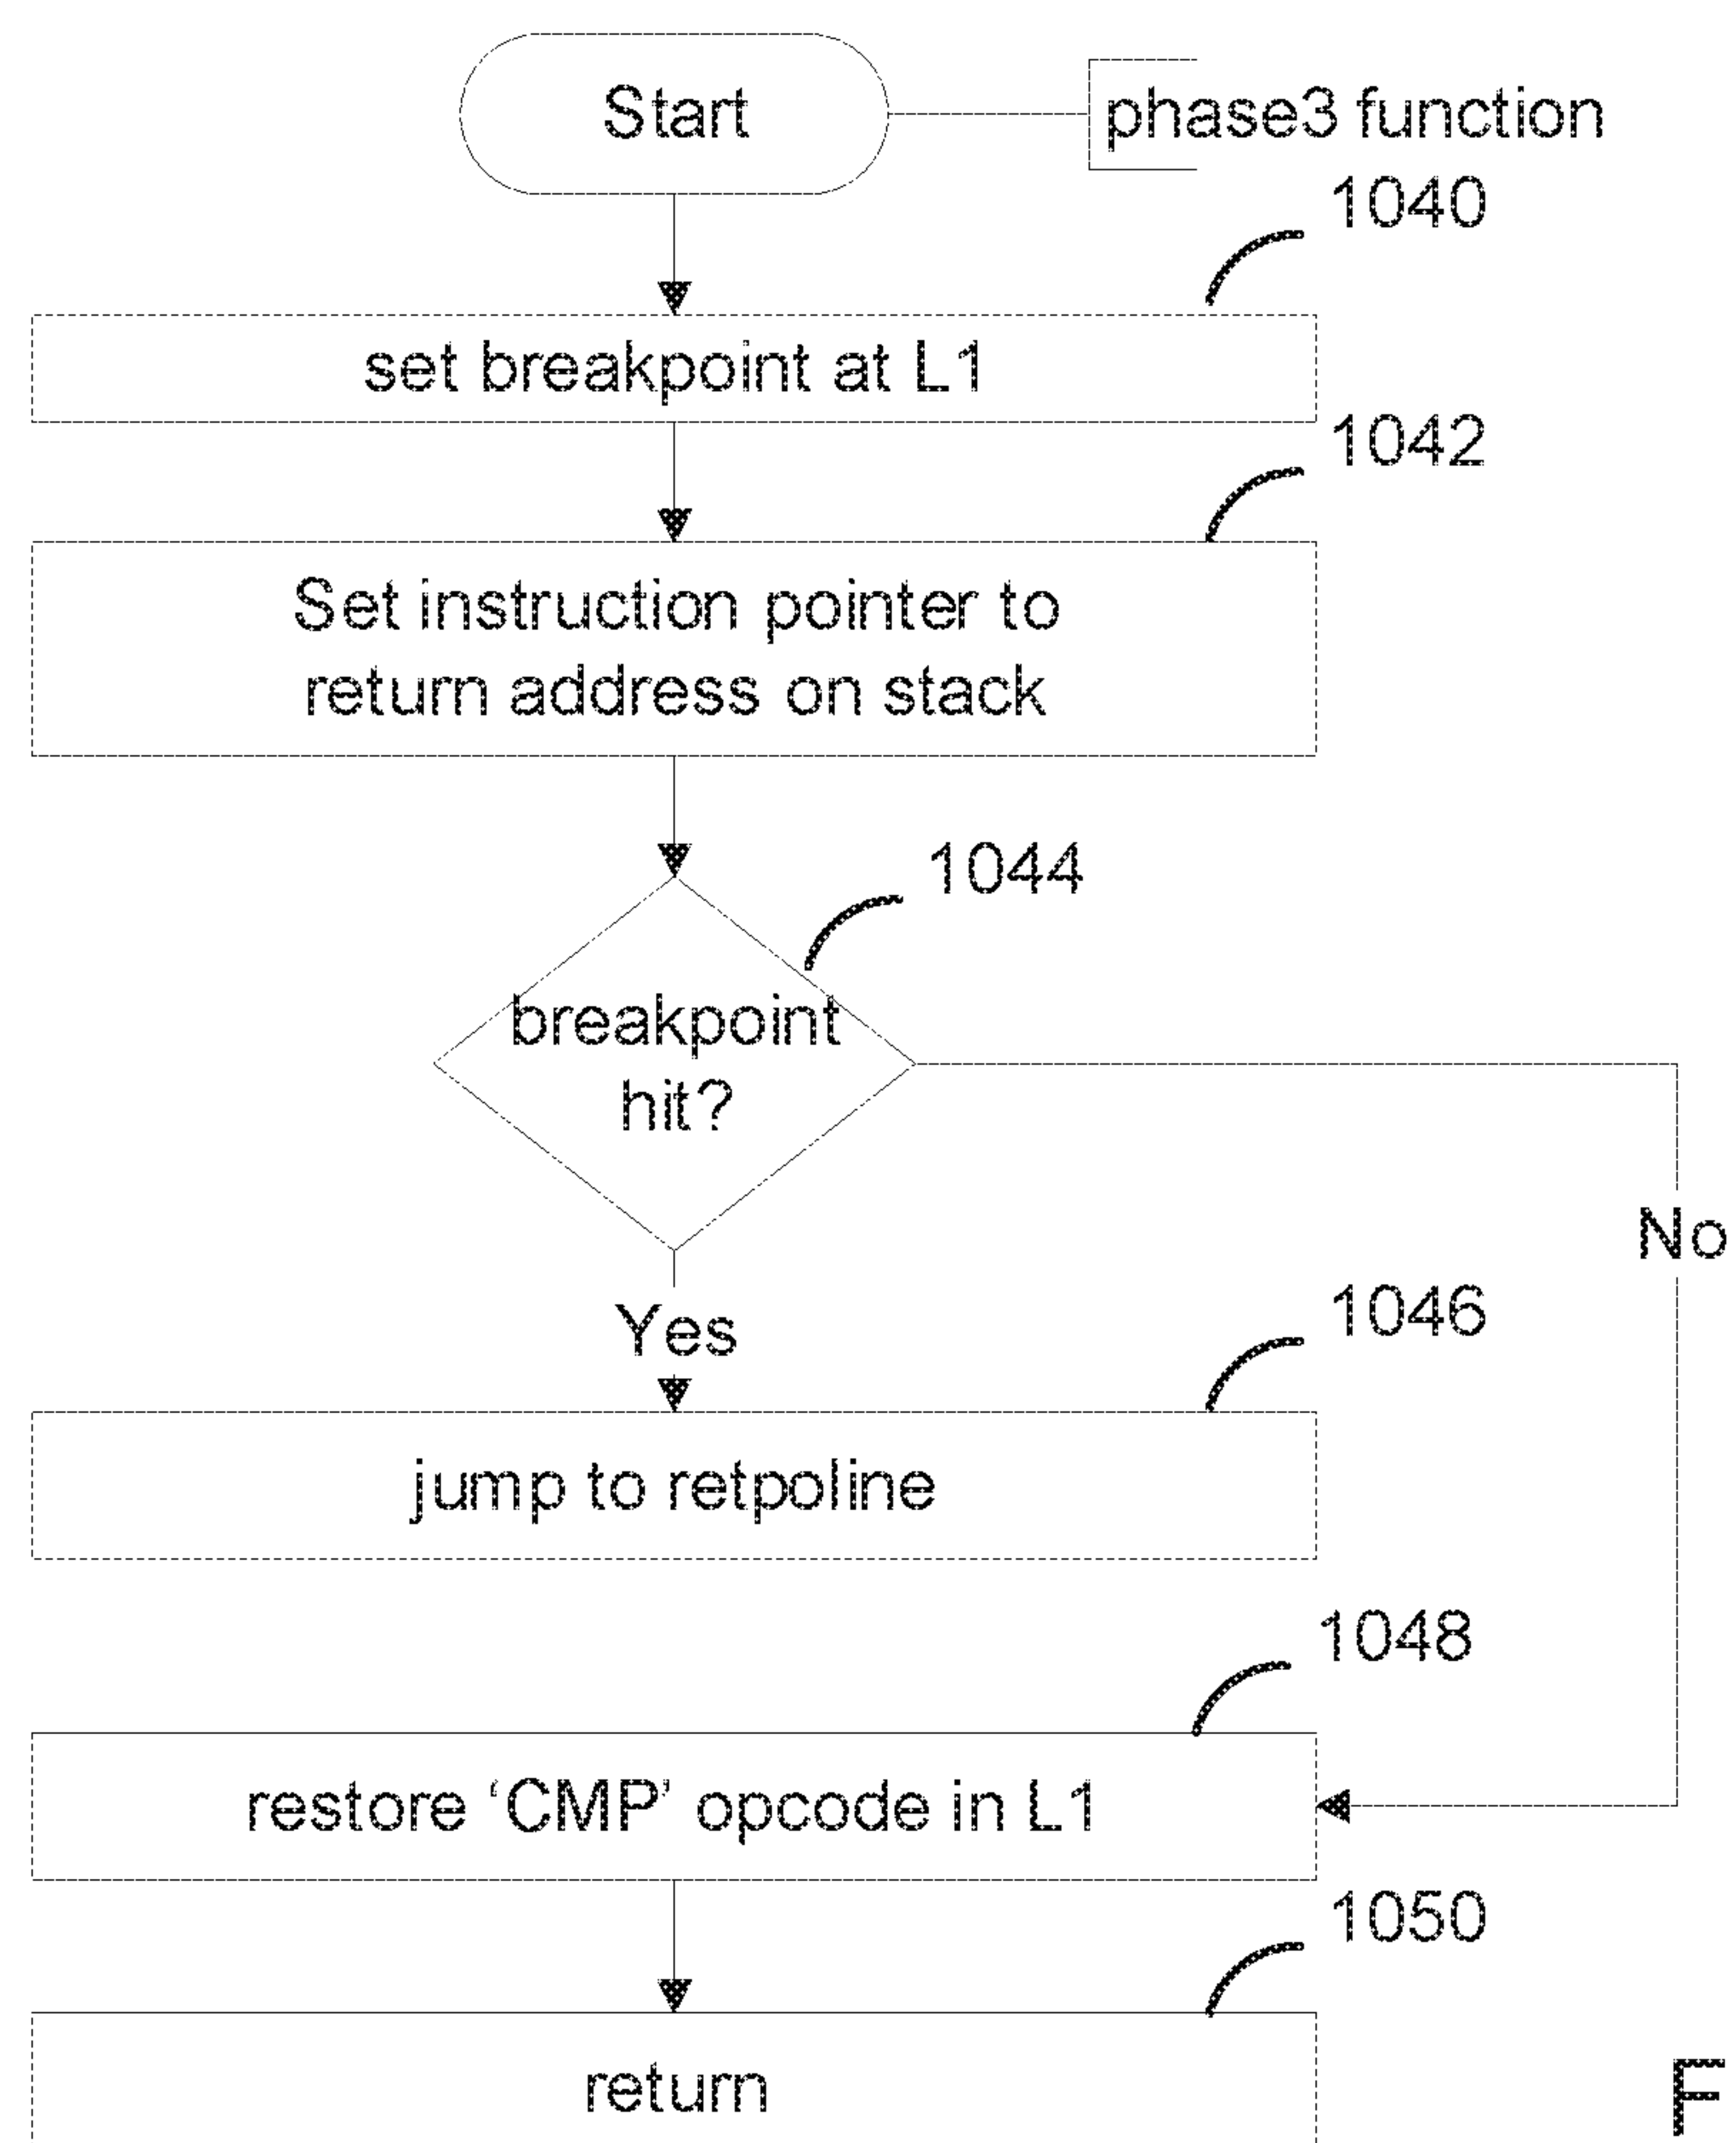 Start
phase3 function
1040
set breakpoint at L1
1042
Set instruction pointer to
return address on stack
1044
breakpoint
hit?
No
Yes
1046
jump to retpoline
1048
restore ‘CMP’ opcode in L1
1050
return
F